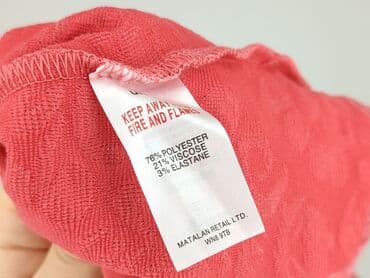 KEEP AWAY
FIRE AND FLAMES
76% POLYESTER
21% VISCOSE
3% ELASTANE
MATALAN RETAIL LTD.
WN8 9TB